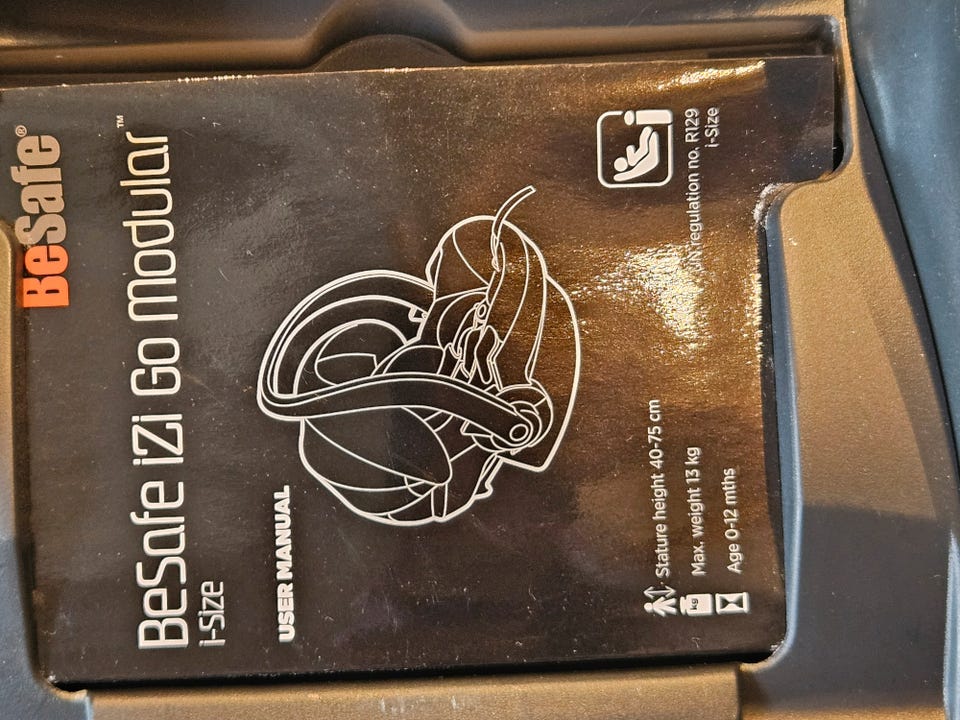 BeSafe®
BeSafe iZi Go Modular™
i-Size
USER MANUAL
Stature height 40-75 cm
kg
Max. weight 13 kg
Age 0-12 mths
i
UN regulation no. R129
i-Size